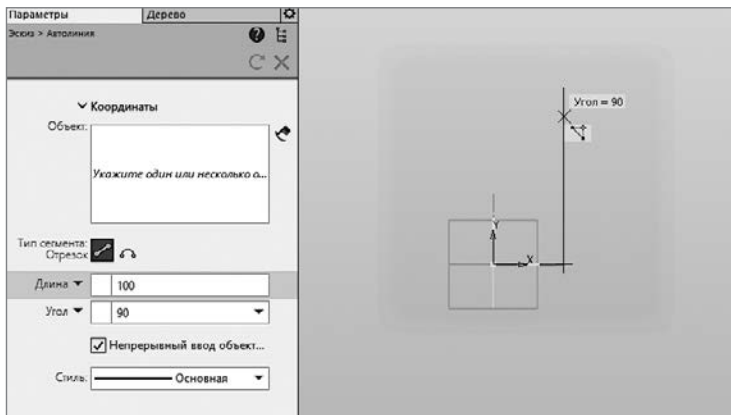 Параметры
Дерево
Эскиз > Автолиния
Координаты
Объект:
Укажите один или несколько о...
Тип сегмента:
Отрезок
Длина
100
Угол
90
Непрерывный ввод объект...
Стиль:
Основная
Угол = 90
Y
X